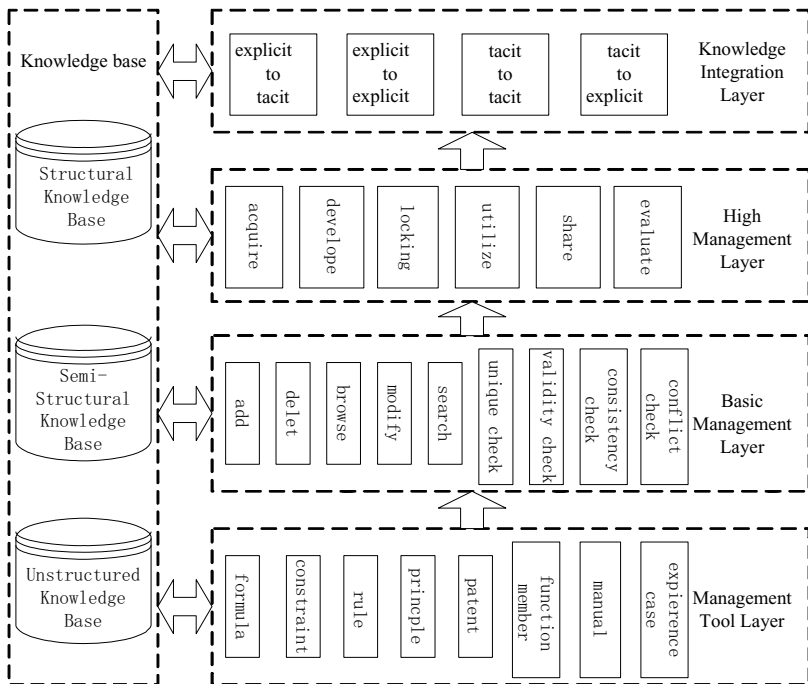 Knowledge base
Structural
Knowledge
Base
Semi-
Structural
Knowledge
Base
Unstructured
Knowledge
Base
explicit
to
tacit
explicit
to
explicit
tacit
to
tacit
tacit
to
explicit
Knowledge
Integration
Layer
acquire
develope
locking
utilize
share
evaluate
High
Management
Layer
add
delet
browse
modify
search
unique check
validity check
consistency
check
conflict
check
Basic
Management
Layer
formula
constraint
rule
princple
patent
function
member
manual
expierence
case
Management
Tool Layer